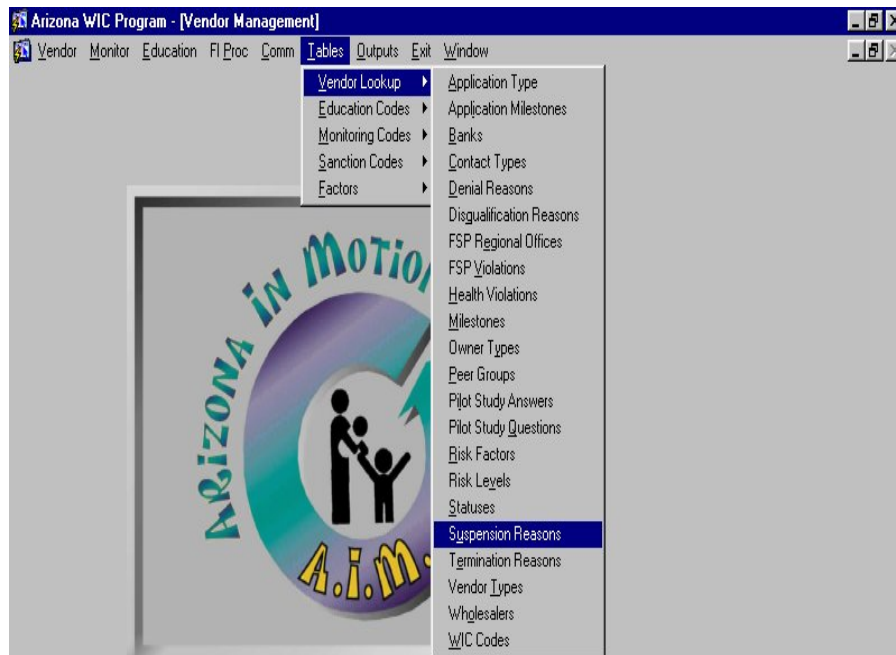 Arizona WIC Program - [Vendor Management]
Vendor Monitor Education FI Proc Comm Tables Outputs Exit Window
Vendor Lookup
Education Codes
Monitoring Codes
Sanction Codes
Factors
Application Type
Application Milestones
Banks
Contact Types
Denial Reasons
Disqualification Reasons
FSP Regional Offices
FSP Violations
Health Violations
Milestones
Owner Types
Peer Groups
Pilot Study Answers
Pilot Study Questions
Risk Factors
Risk Levels
Statuses
Suspension Reasons
Termination Reasons
Vendor Types
Wholesalers
WIC Codes
ARIZONA IN MOTIO
A.i.M.